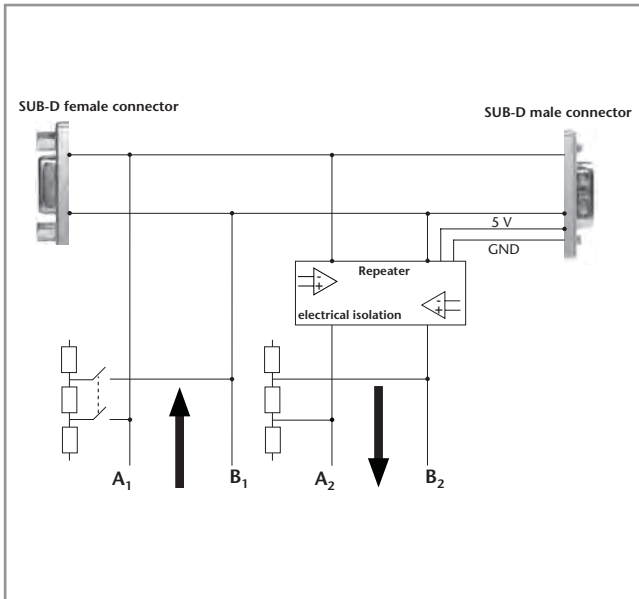 SUB-D female connector
SUB-D male connector
5 V
GND
Repeater
-
+
electrical isolation
-
+
A₁
B₁
A₂
B₂